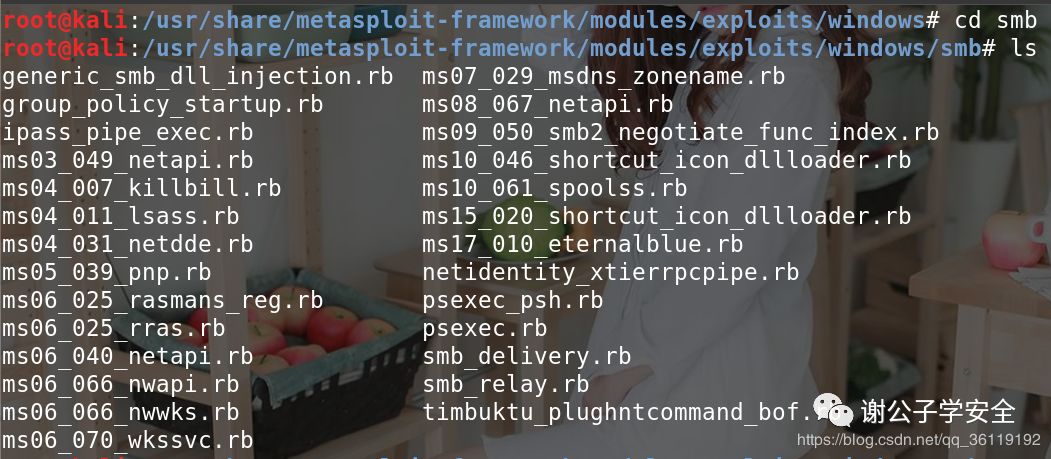 root@kali:/usr/share/metasploit-framework/modules/exploits/windows# cd smb
root@kali:/usr/share/metasploit-framework/modules/exploits/windows/smb# ls
generic_smb_dll_injection.rb ms07_029_msdns_zonename.rb
group_policy_startup.rb ms08_067_netapi.rb
ipass_pipe_exec.rb ms09_050_smb2_negotiate_func_index.rb
ms03_049_netapi.rb ms10_046_shortcut_icon_dllloader.rb
ms04_007_killbill.rb ms10_061_spoolss.rb
ms04_011_lsass.rb ms15_020_shortcut_icon_dllloader.rb
ms04_031_netdde.rb ms17_010_eternalblue.rb
ms05_039_pnp.rb netidentity_xtierrpcpipe.rb
ms06_025_rasmans_reg.rb psexec_psh.rb
ms06_025_rras.rb psexec.rb
ms06_040_netapi.rb smb_delivery.rb
ms06_066_nwapi.rb smb_relay.rb
ms06_066_nwwks.rb timbuktu_plughntcommand_bof.rb
谢公子学安全
ms06_070_wkssvc.rb
https://blog.csdn.net/qq_36119192